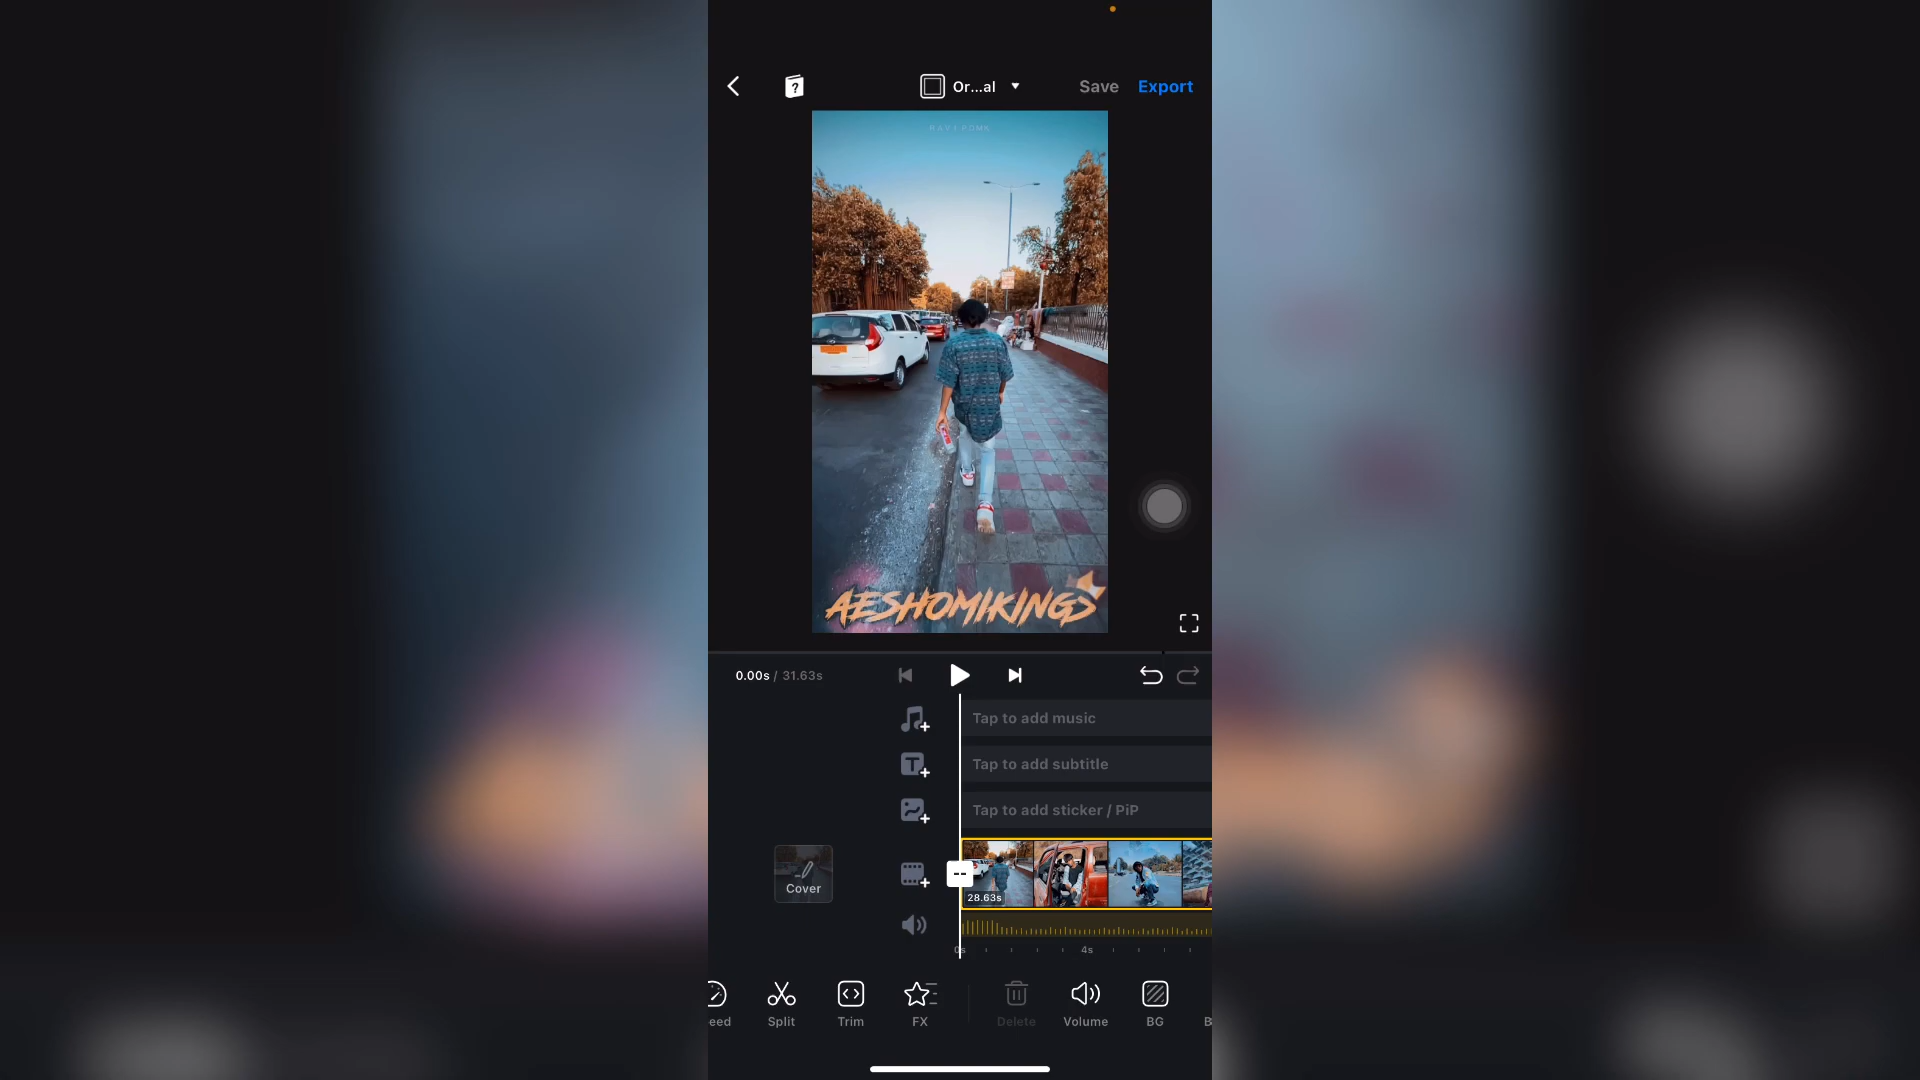 Or...al
Save
Export
AESHOMIKINGS
0.00s / 31.63s
Tap to add music
Tap to add subtitle
Tap to add sticker / PiP
Cover
28.63s
0s
4s
eed
Split
Trim
FX
Delete
Volume
BG
B